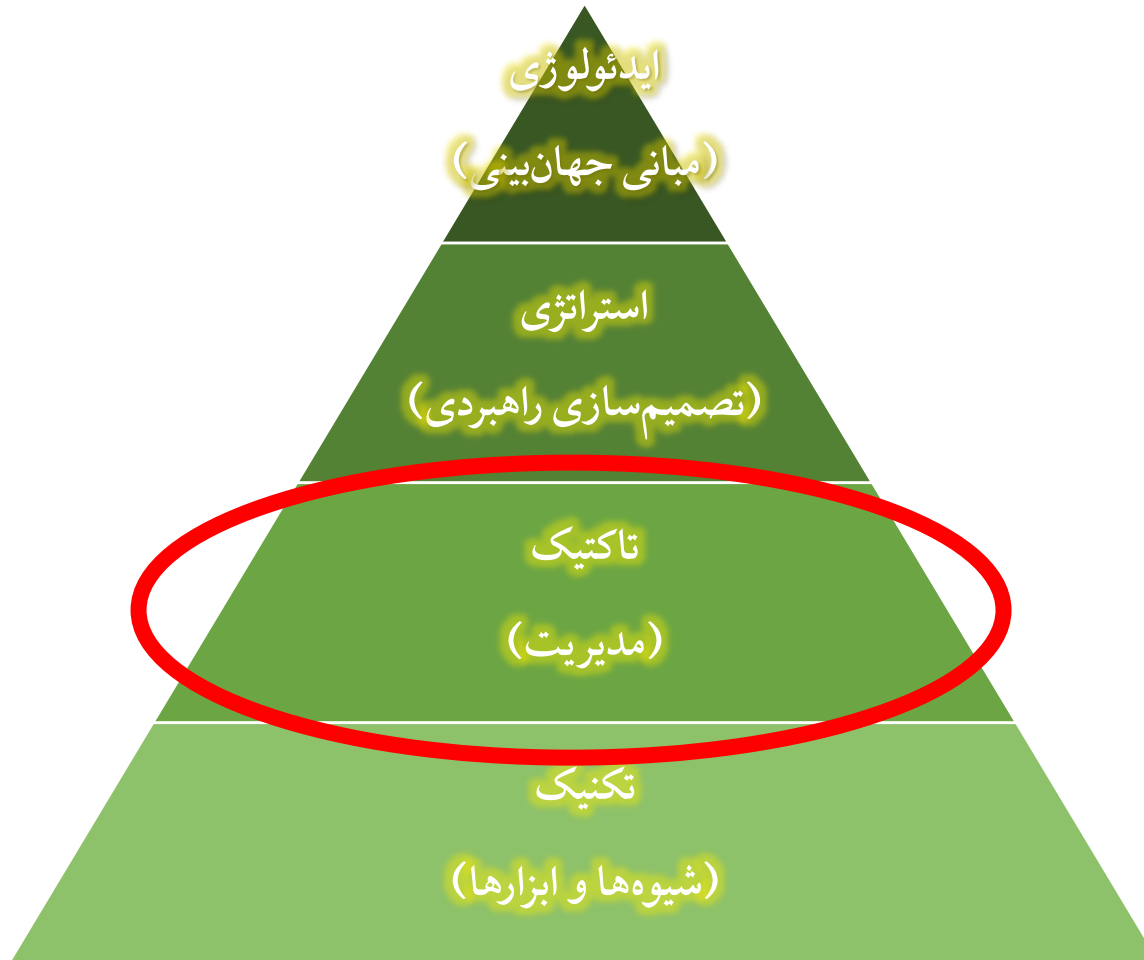 ایدئولوژی
(مبانی جهان‌بینی)
استراتژی
(تصمیم‌سازی راهبردی)
تاکتیک
(مدیریت)
تکنیک
(شیوه‌ها و ابزارها)